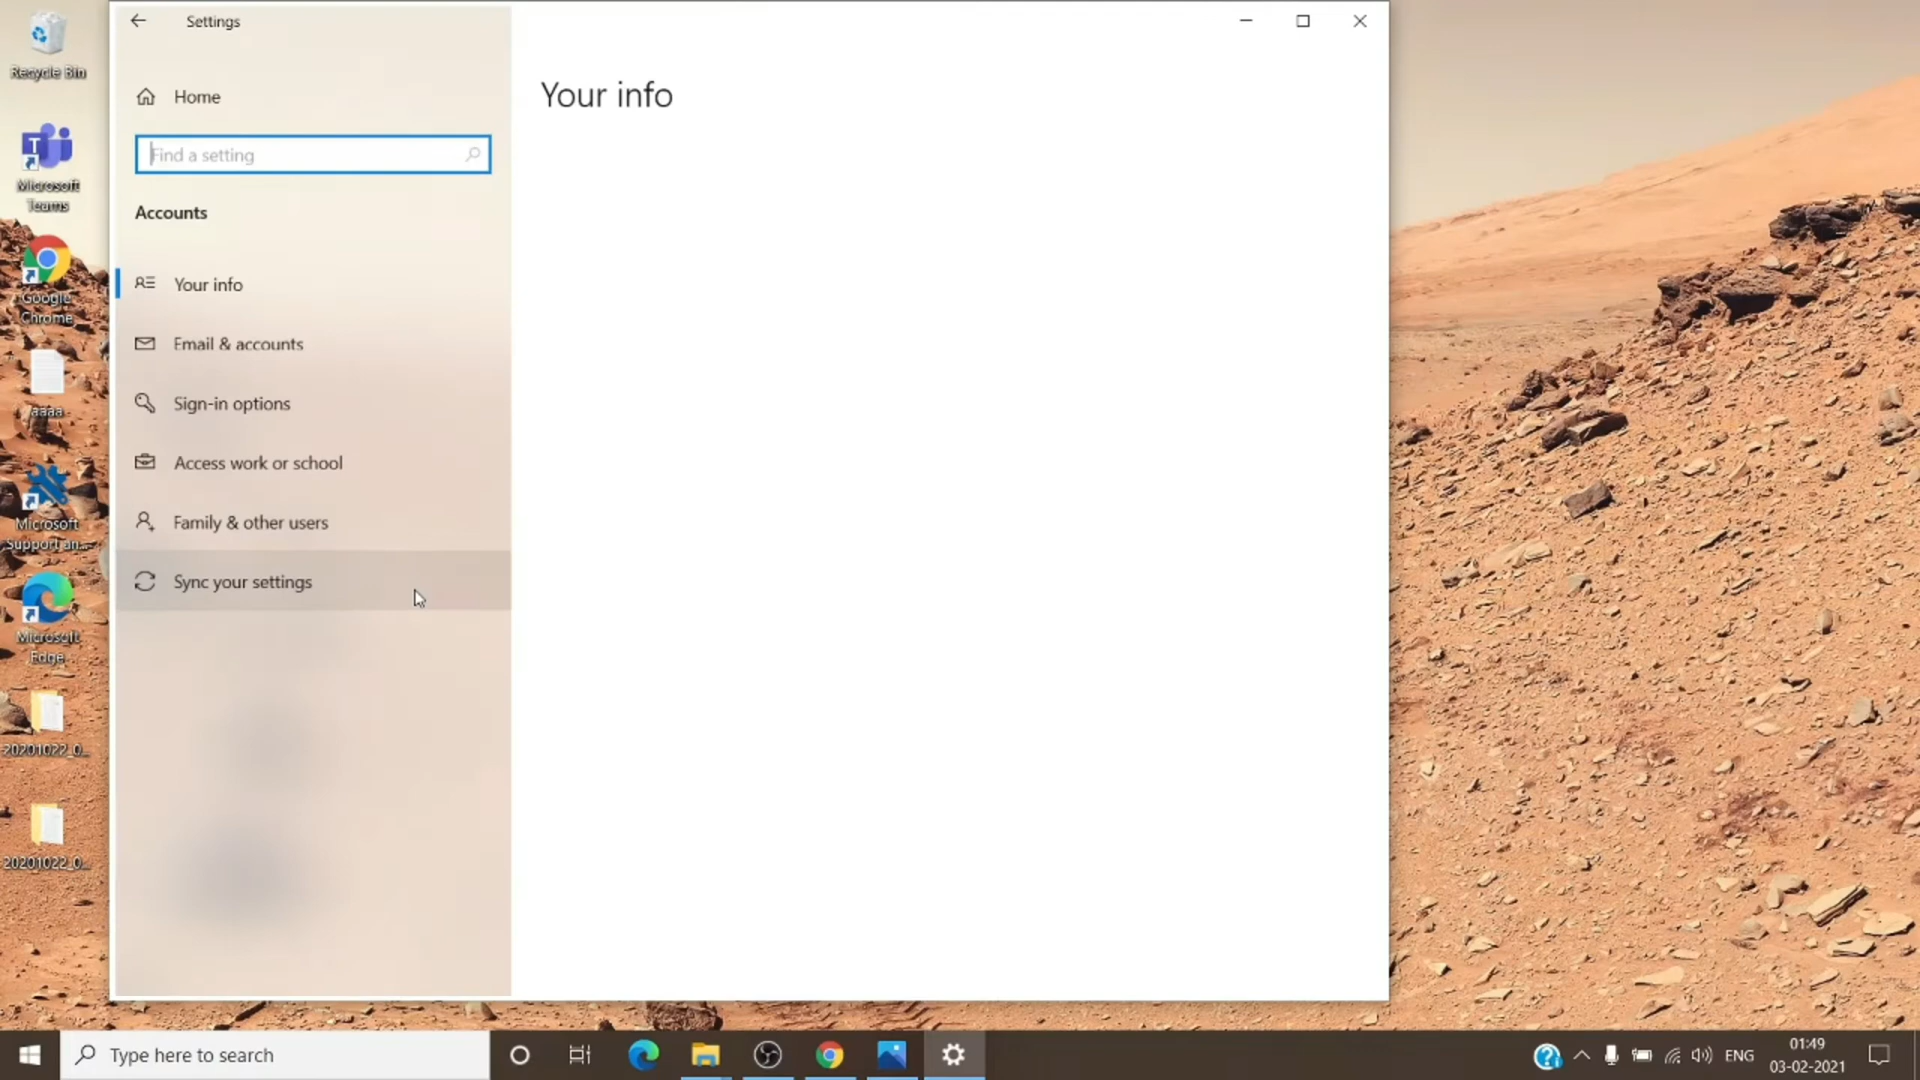 Recycle Bin
Microsoft
Teams
Google
Chrome
aaaa
Microsoft
Support an...
Microsoft
Edge
20201022_0...
20201022_0...
Settings
Home
Find a setting
Accounts
Your info
Email & accounts
Sign-in options
Access work or school
Family & other users
Sync your settings
Your info
Type here to search
ENG
01:49
03-02-2021